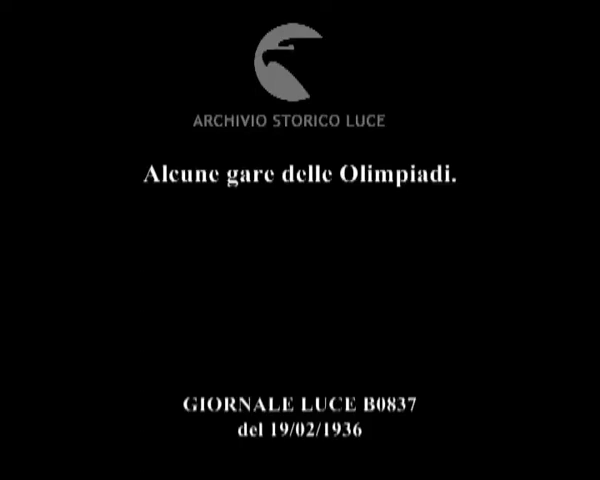 ARCHIVIO STORICO LUCE
Alcune gare delle Olimpiadi.
GIORNALE LUCE B0837
del 19/02/1936